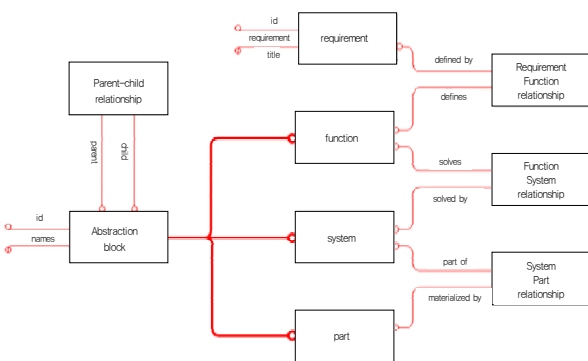 id
requirement
title
requirement
defined by
Requirement
Function
relationship
defines
Parent-child
relationship
parent
child
function
solves
Function
System
relationship
solved by
id
names
Abstraction
block
system
part of
System
Part
relationship
materialized by
part